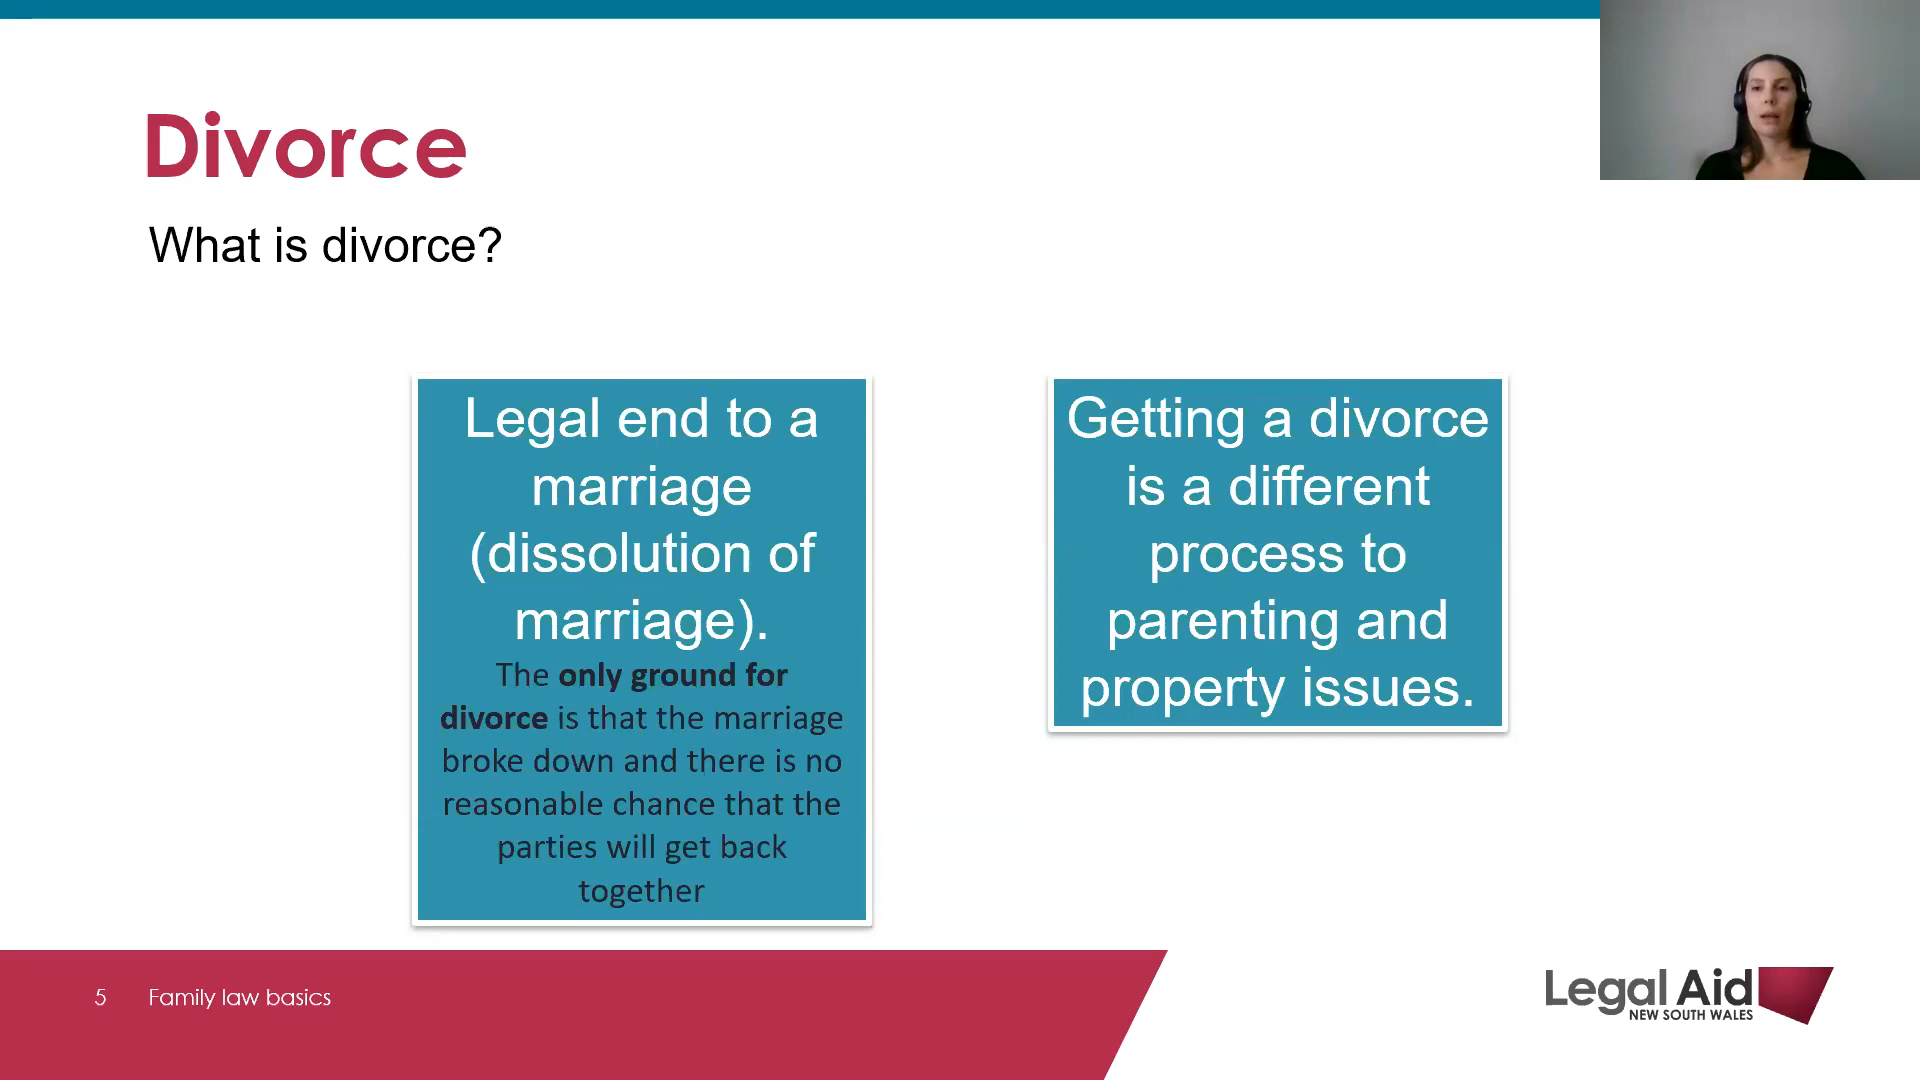 Divorce
What is divorce?
Legal end to a
marriage
(dissolution of
marriage).
The only ground for
divorce is that the marriage
broke down and there is no
reasonable chance that the
parties will get back
together
Getting a divorce
is a different
process to
parenting and
property issues.
5 Family law basics
Legal Aid
NEW SOUTH WALES